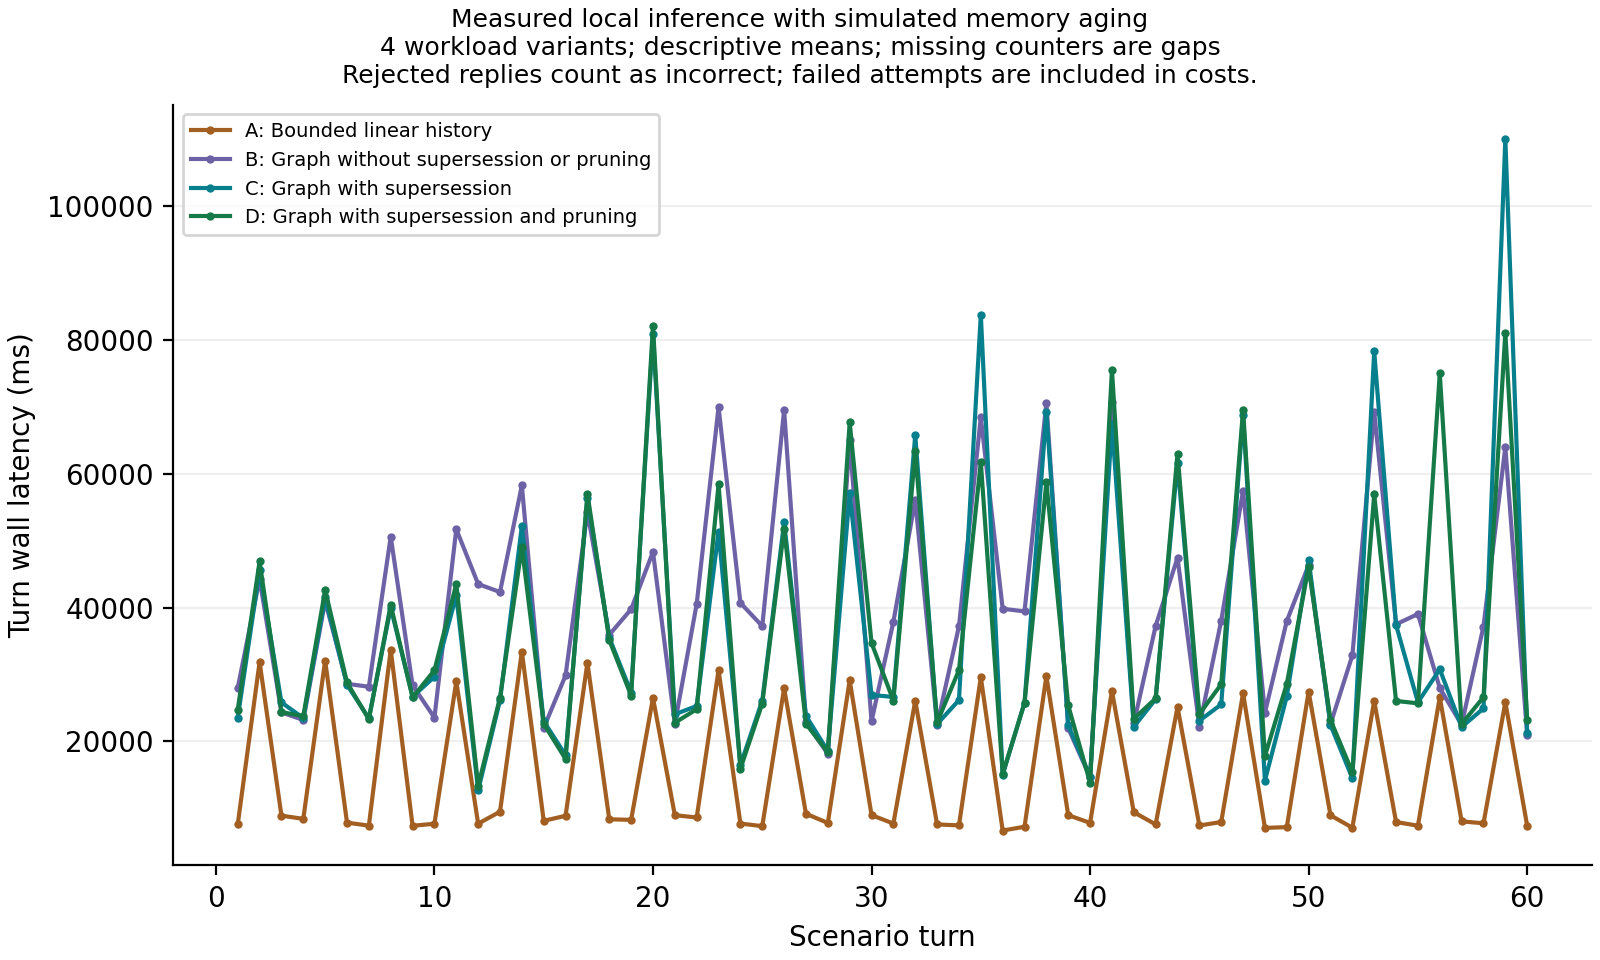 Measured local inference with simulated memory aging
4 workload variants; descriptive means; missing counters are gaps
Rejected replies count as incorrect; failed attempts are included in costs.
A: Bounded linear history
B: Graph without supersession or pruning
C: Graph with supersession
D: Graph with supersession and pruning
Turn wall latency (ms)
100000
80000
60000
40000
20000
0 10 20 30 40 50 60
Scenario turn